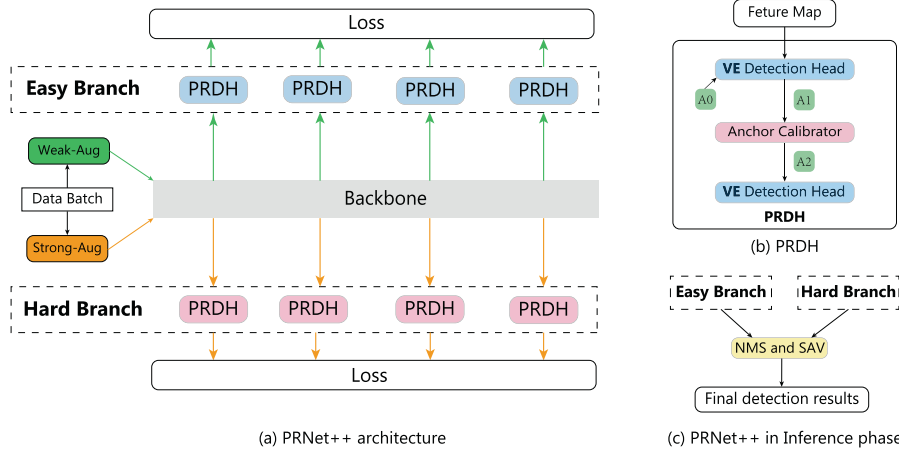 Loss
Easy Branch
PRDH PRDH PRDH PRDH
Weak-Aug
Data Batch
Strong-Aug
Backbone
Hard Branch
PRDH PRDH PRDH PRDH
Loss
(a) PRNet++ architecture
Feture Map
VE Detection Head
A0
A1
Anchor Calibrator
A2
VE Detection Head
PRDH
(b) PRDH
Easy Branch
Hard Branch
NMS and SAV
Final detection results
(c) PRNet++ in Inference phase